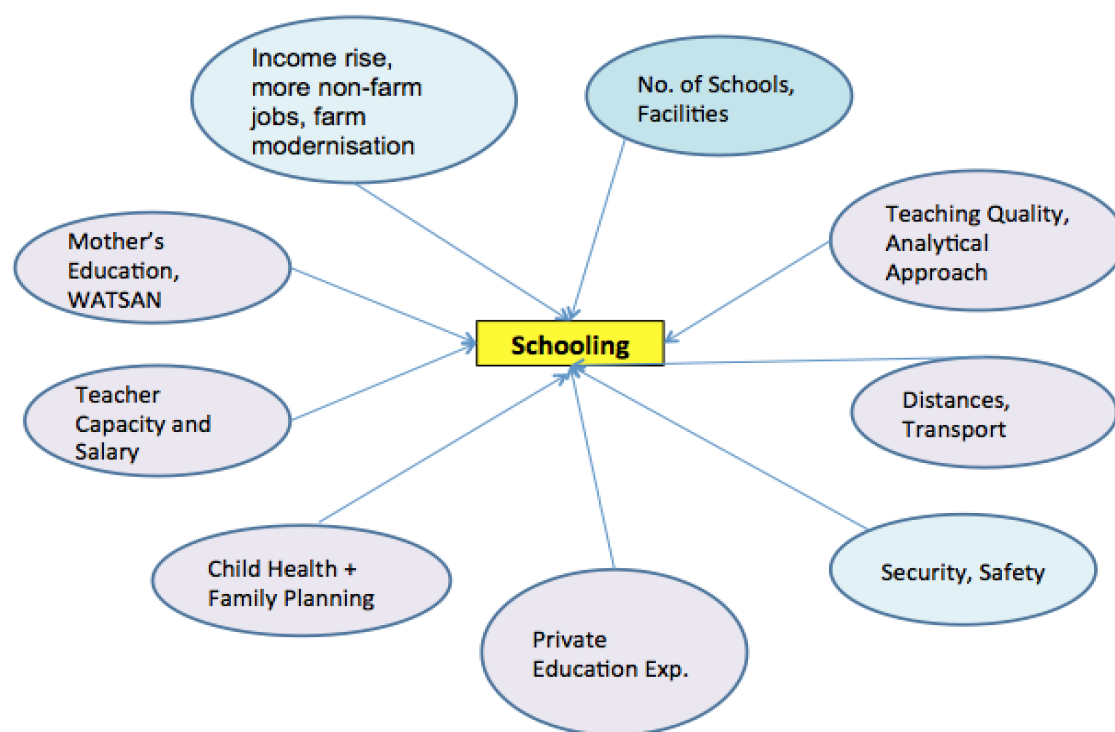 Income rise,
more non-farm
jobs, farm
modernisation
No. of Schools,
Facilities
Teaching Quality,
Analytical
Approach
Mother’s
Education,
WATSAN
Schooling
Teacher
Capacity and
Salary
Distances,
Transport
Child Health +
Family Planning
Private
Education Exp.
Security, Safety